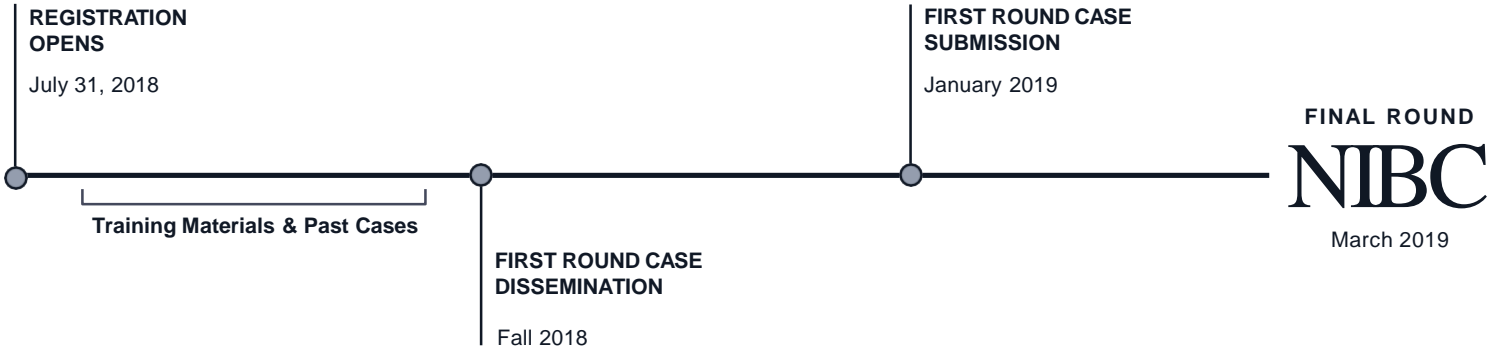 REGISTRATION
OPENS
July 31, 2018
Training Materials & Past Cases
FIRST ROUND CASE
DISSEMINATION
Fall 2018
FIRST ROUND CASE
SUBMISSION
January 2019
FINAL ROUND
NIBC
March 2019